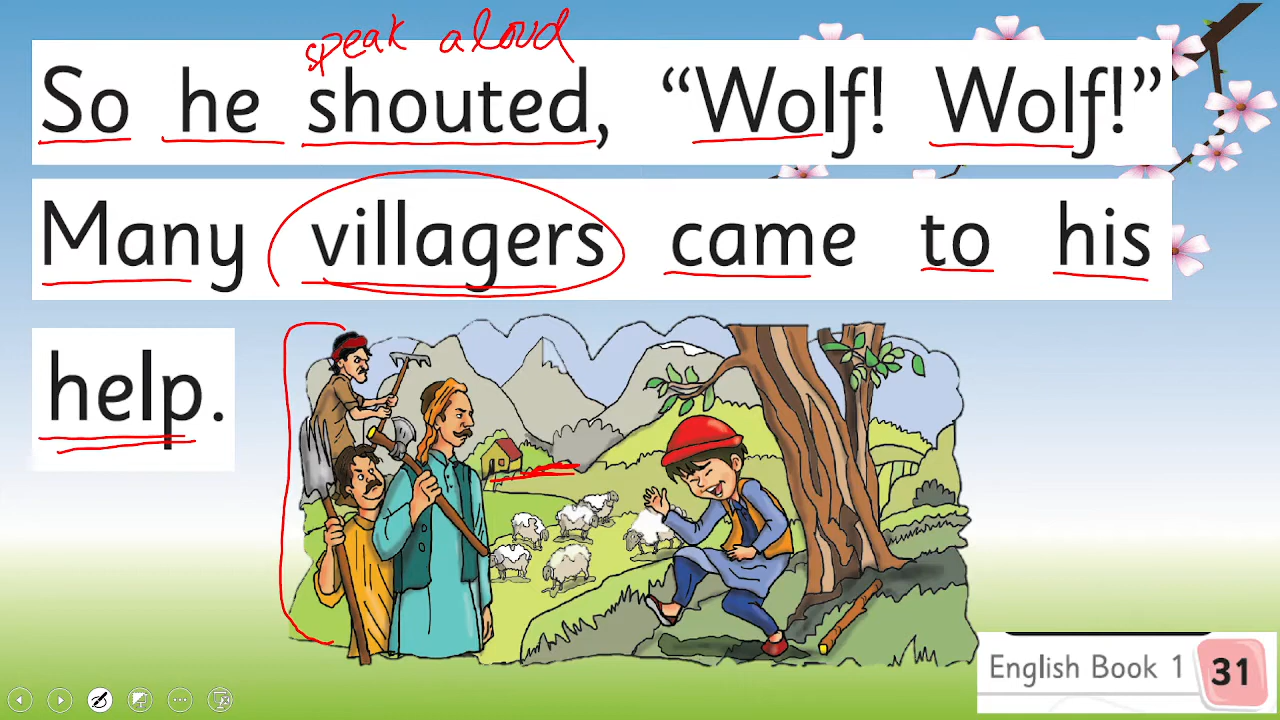 speak aloud
So he shouted, “Wolf! Wolf!”
Many villagers came to his
help.
English Book 1 31